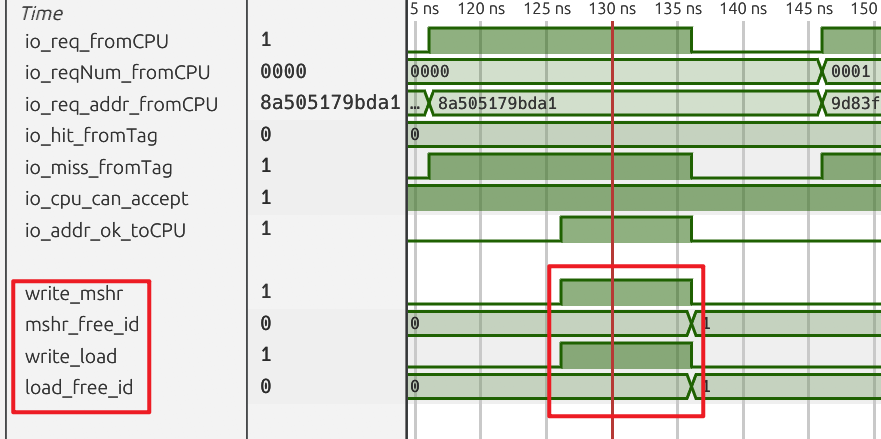 Time 5 ns 120 ns 125 ns 130 ns 135 ns 140 ns 145 ns 150
io_req_fromCPU 1
io_reqNum_fromCPU 0000 0000 0001
io_req_addr_fromCPU 8a505179bda1 ... 8a505179bda1 9d83f
io_hit_fromTag 0 0
io_miss_fromTag 1
io_cpu_can_accept 1
io_addr_ok_toCPU 1
write_mshr 1
mshr_free_id 0 0 1
write_load 1
load_free_id 0 0 1